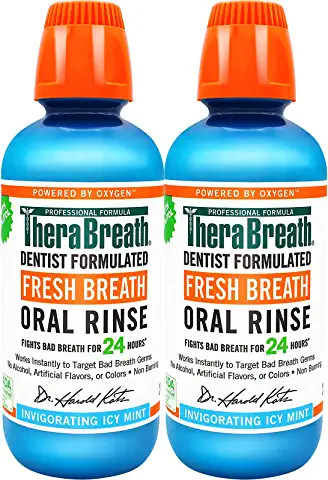 POWERED BY OXYGEN™
PROFESSIONAL FORMULA
TheraBreath®
DENTIST FORMULATED
FRESH BREATH
ORAL RINSE
FIGHTS BAD BREATH FOR 24 HOURS*
Works Instantly to Target Bad Breath Germs
No Alcohol, Artificial Flavors, or Colors • Non Burning
Dr. Harold Katz
INVIGORATING ICY MINT
POWERED BY OXYGEN™
PROFESSIONAL FORMULA
TheraBreath®
DENTIST FORMULATED
FRESH BREATH
ORAL RINSE
FIGHTS BAD BREATH FOR 24 HOURS*
Works Instantly to Target Bad Breath Germs
No Alcohol, Artificial Flavors, or Colors • Non Burning
Dr. Harold Katz
INVIGORATING ICY MINT